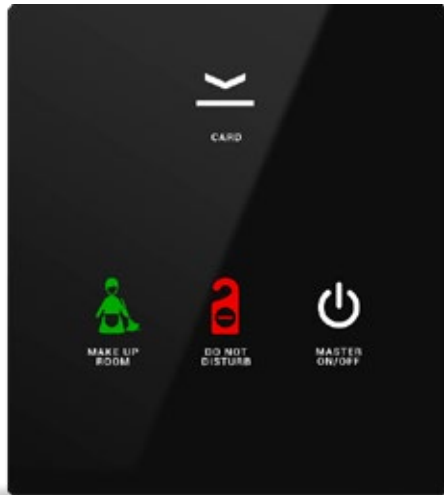 CARD
MAKE UP
ROOM
DO NOT
DISTURB
MASTER
ON/OFF